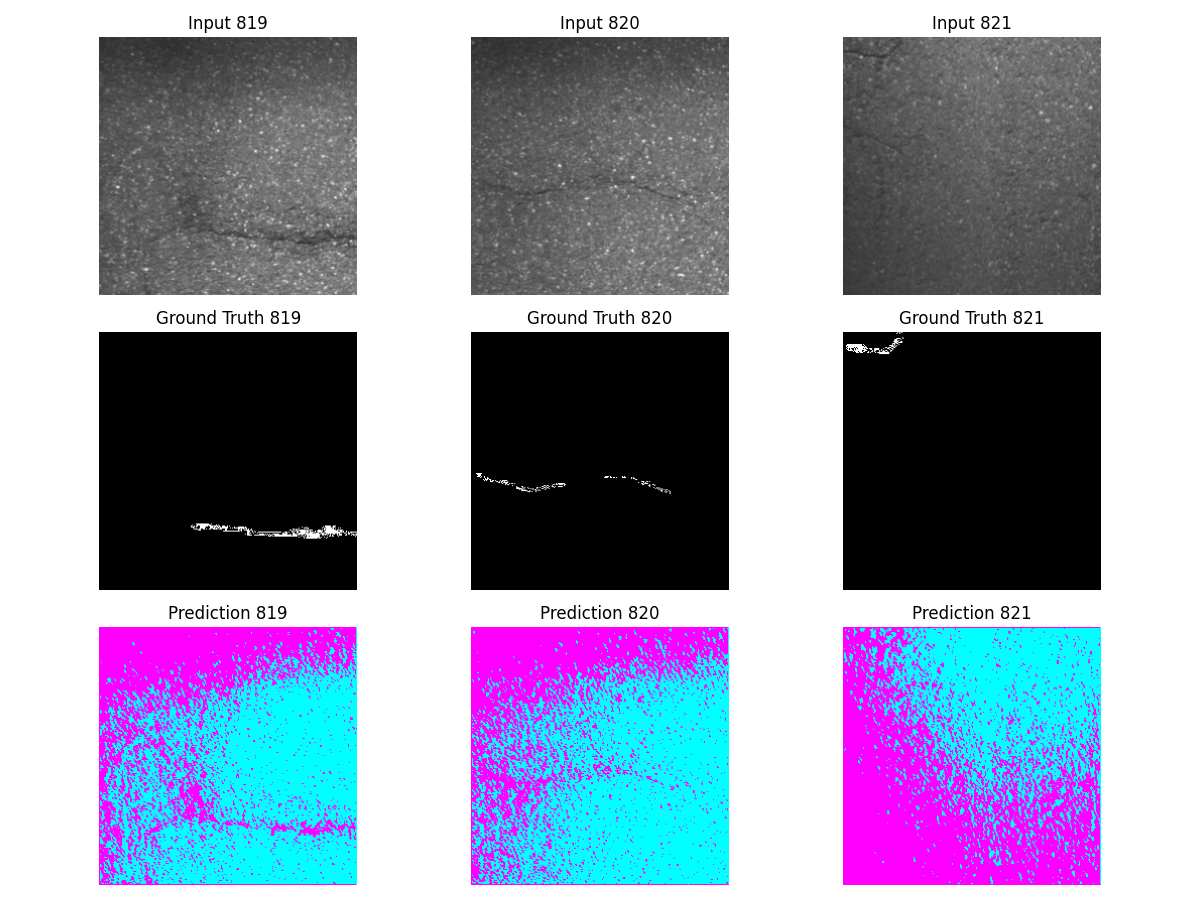 Input 819
Input 820
Input 821
Ground Truth 819
Ground Truth 820
Ground Truth 821
Prediction 819
Prediction 820
Prediction 821